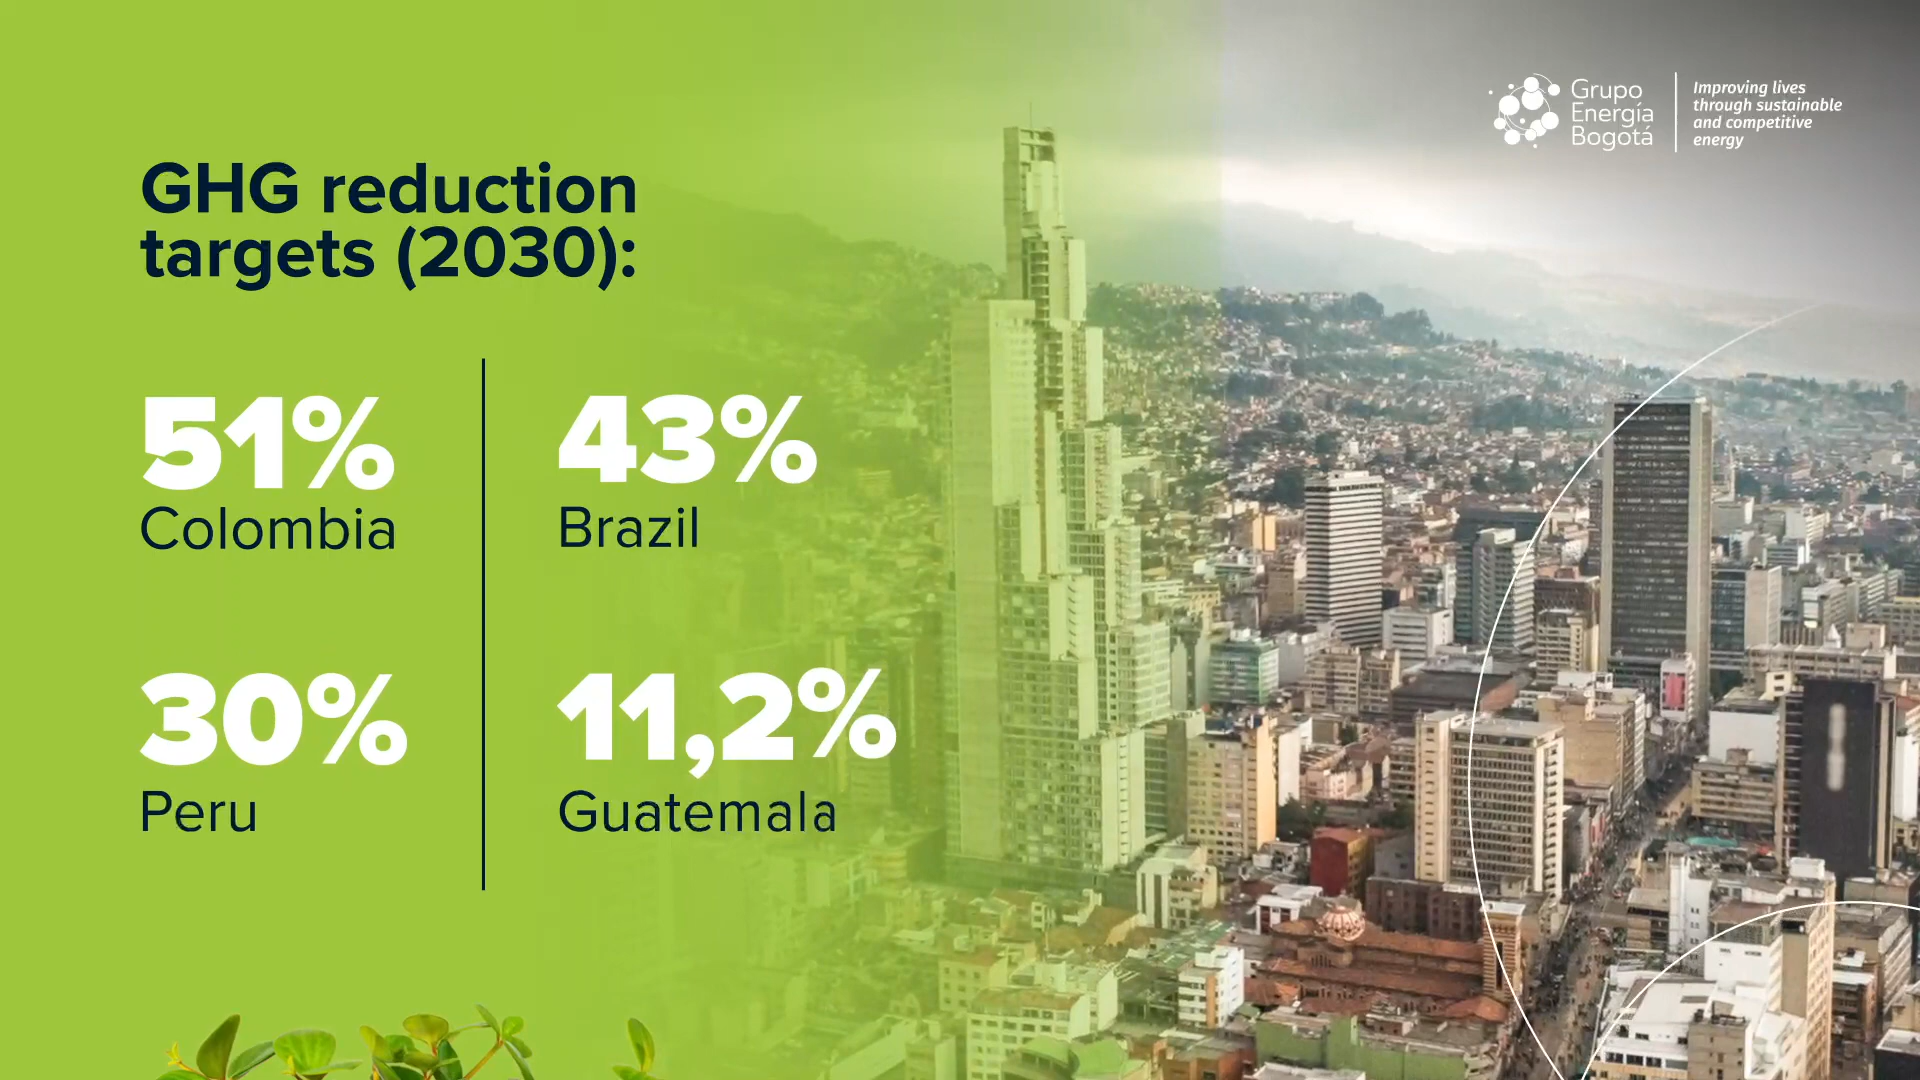 Grupo
Energía
Bogotá
Improving lives
through sustainable
and competitive
energy
GHG reduction
targets (2030):
51%
Colombia
43%
Brazil
30%
Peru
11,2%
Guatemala